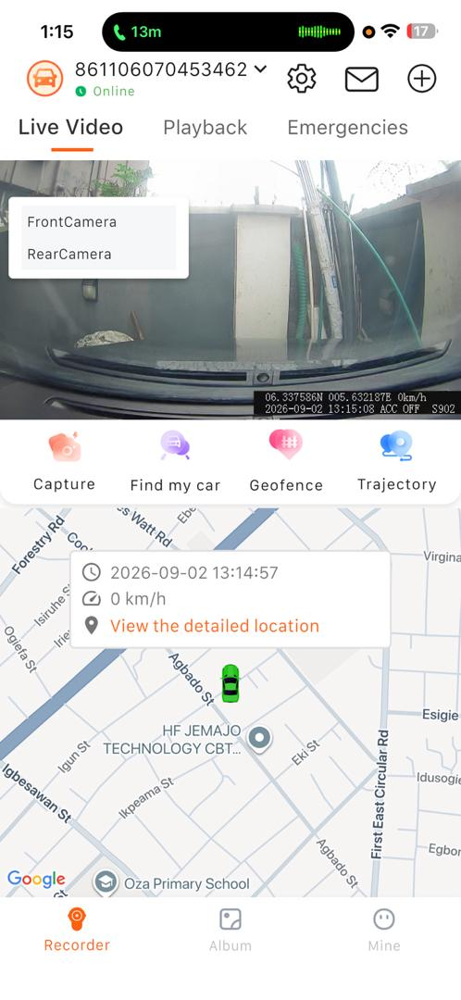 1:15
13m
17
861106070453462
Online
Live Video
Playback
Emergencies
FrontCamera
RearCamera
06.337586N 005.632187E 0km/h
2026-09-02 13:15:08 ACC OFF S902
Capture
Find my car
Geofence
Trajectory
ss Watt Rd
Ebe
Forestry Rd
Coo
Virgina
2026-09-02 13:14:57
Isiruhe S
0 km/h
Irie
View the detailed location
Ogiefa St
Agbado St
HF JEMAJO
TECHNOLOGY CBT...
Esigie
Igun St
Eki St
First East Circular Rd
Idusogie
Igbesawan St
Ikpeama St
Agbado St
Egbor
Google
St
Oza Primary School
Recorder
Album
Mine